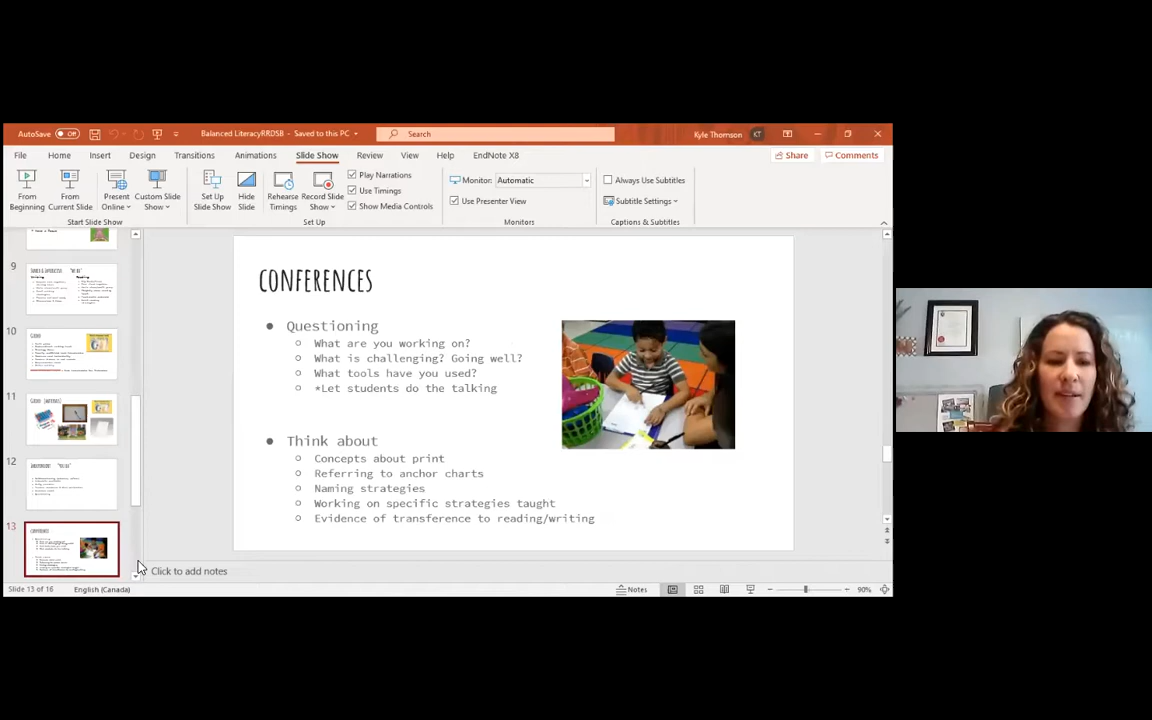 AutoSave Off
Balanced LiteracyRRDSB - Saved to this PC
Search
Kyle Thomson KT
File Home Insert Design Transitions Animations Slide Show Review View Help EndNote X8
Share Comments
From Beginning
From Current Slide
Present Online
Custom Slide Show
Set Up Slide Show
Hide Slide
Rehearse Timings
Record Slide Show
Play Narrations
Use Timings
Show Media Controls
Monitor: Automatic
Use Presenter View
Always Use Subtitles
Subtitle Settings
Start Slide Show
Set Up
Monitors
Captions & Subtitles
9
10
11
12
13
CONFERENCES
● Questioning
○ What are you working on?
○ What is challenging? Going well?
○ What tools have you used?
○ *Let students do the talking
● Think about
○ Concepts about print
○ Referring to anchor charts
○ Naming strategies
○ Working on specific strategies taught
○ Evidence of transference to reading/writing
Click to add notes
Slide 13 of 16
English (Canada)
Notes
90%